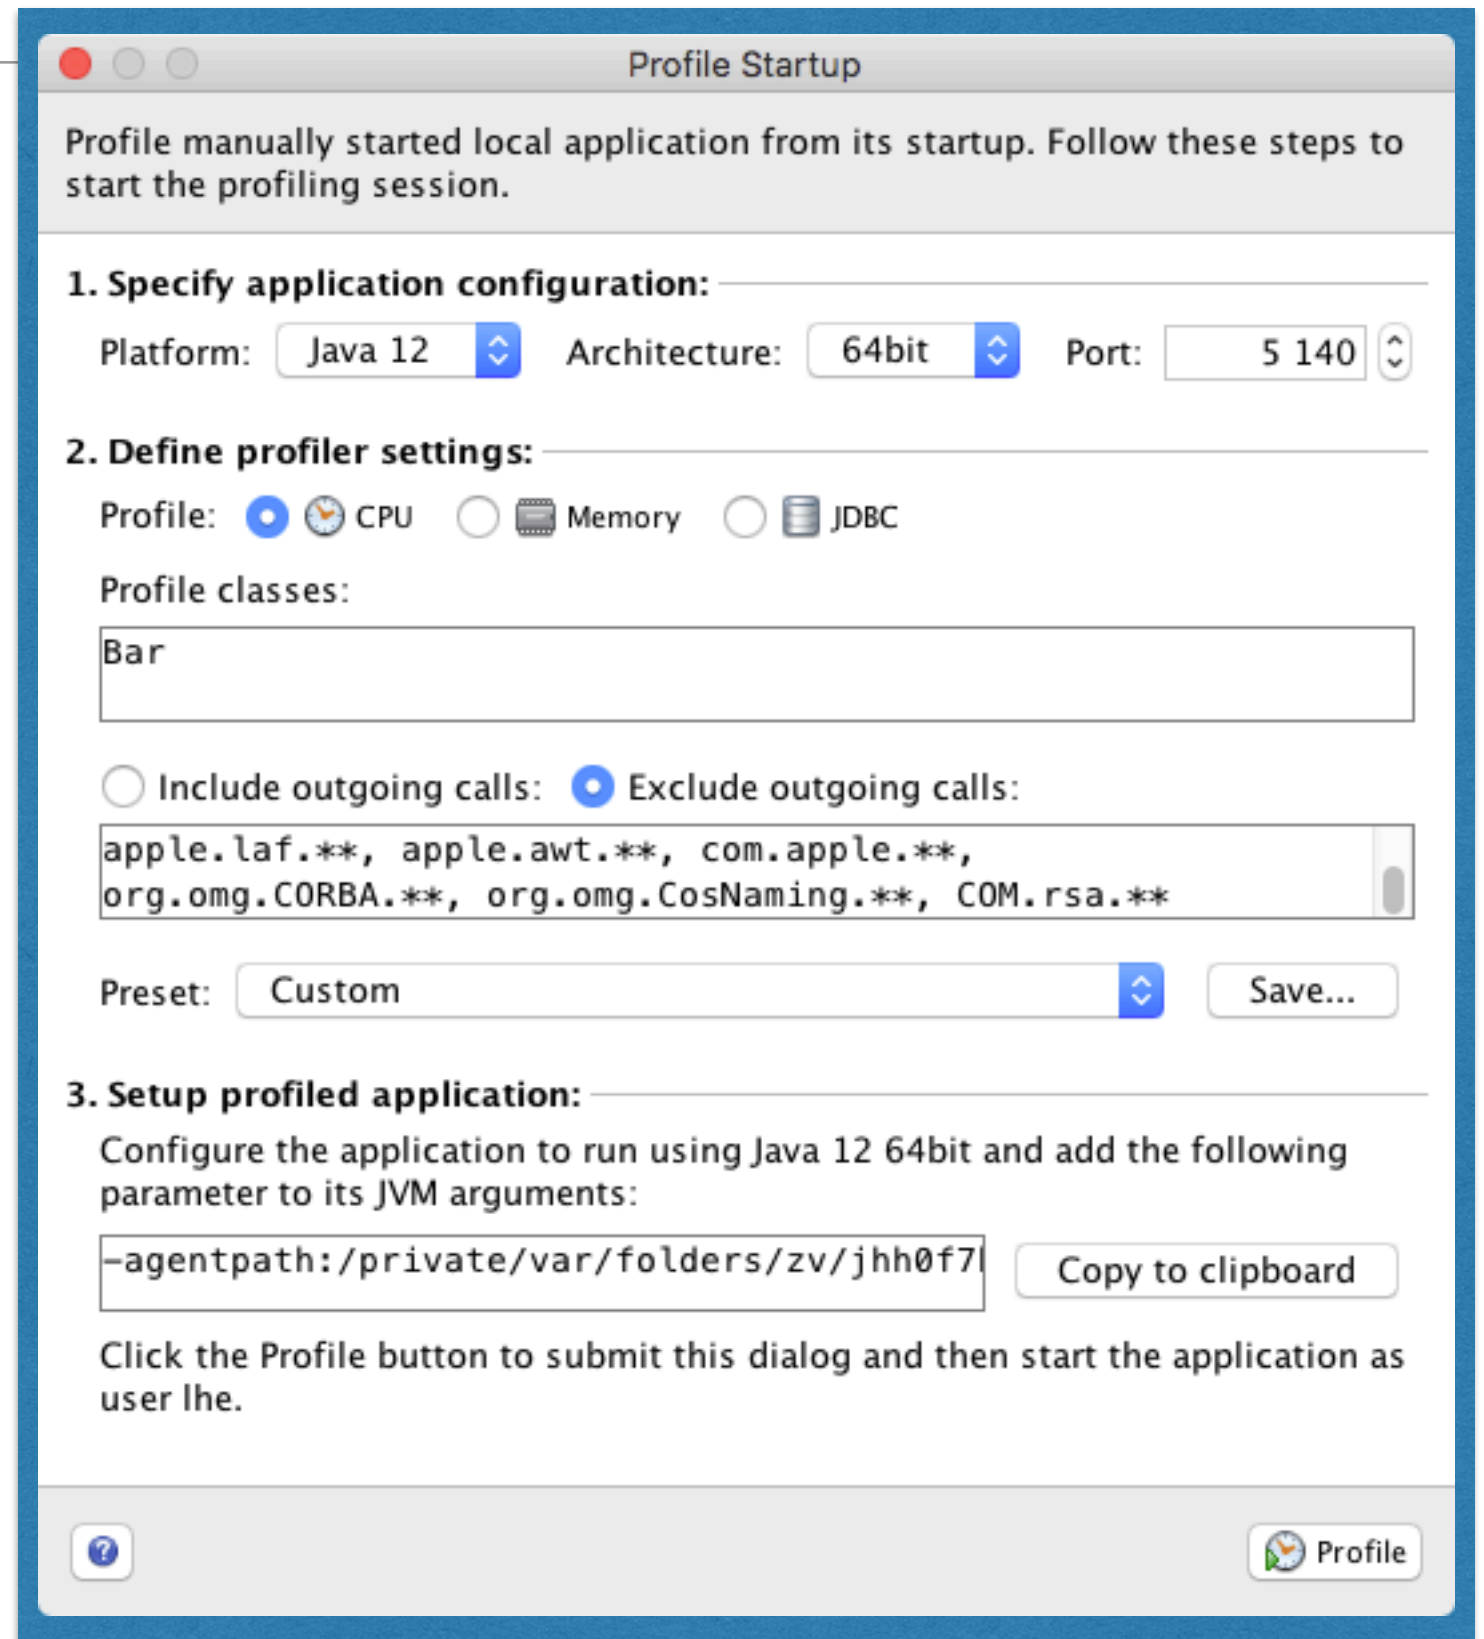 Profile Startup
Profile manually started local application from its startup. Follow these steps to
start the profiling session.
1. Specify application configuration:
Platform: Java 12 Architecture: 64bit Port: 5 140
2. Define profiler settings:
Profile: CPU Memory JDBC
Profile classes:
Bar
Include outgoing calls: Exclude outgoing calls:
apple.laf.**, apple.awt.**, com.apple.**,
org.omg.CORBA.**, org.omg.CosNaming.**, COM.rsa.**
Preset: Custom Save...
3. Setup profiled application:
Configure the application to run using Java 12 64bit and add the following
parameter to its JVM arguments:
-agentpath:/private/var/folders/zv/jhh0f7 Copy to clipboard
Click the Profile button to submit this dialog and then start the application as
user lhe.
? Profile